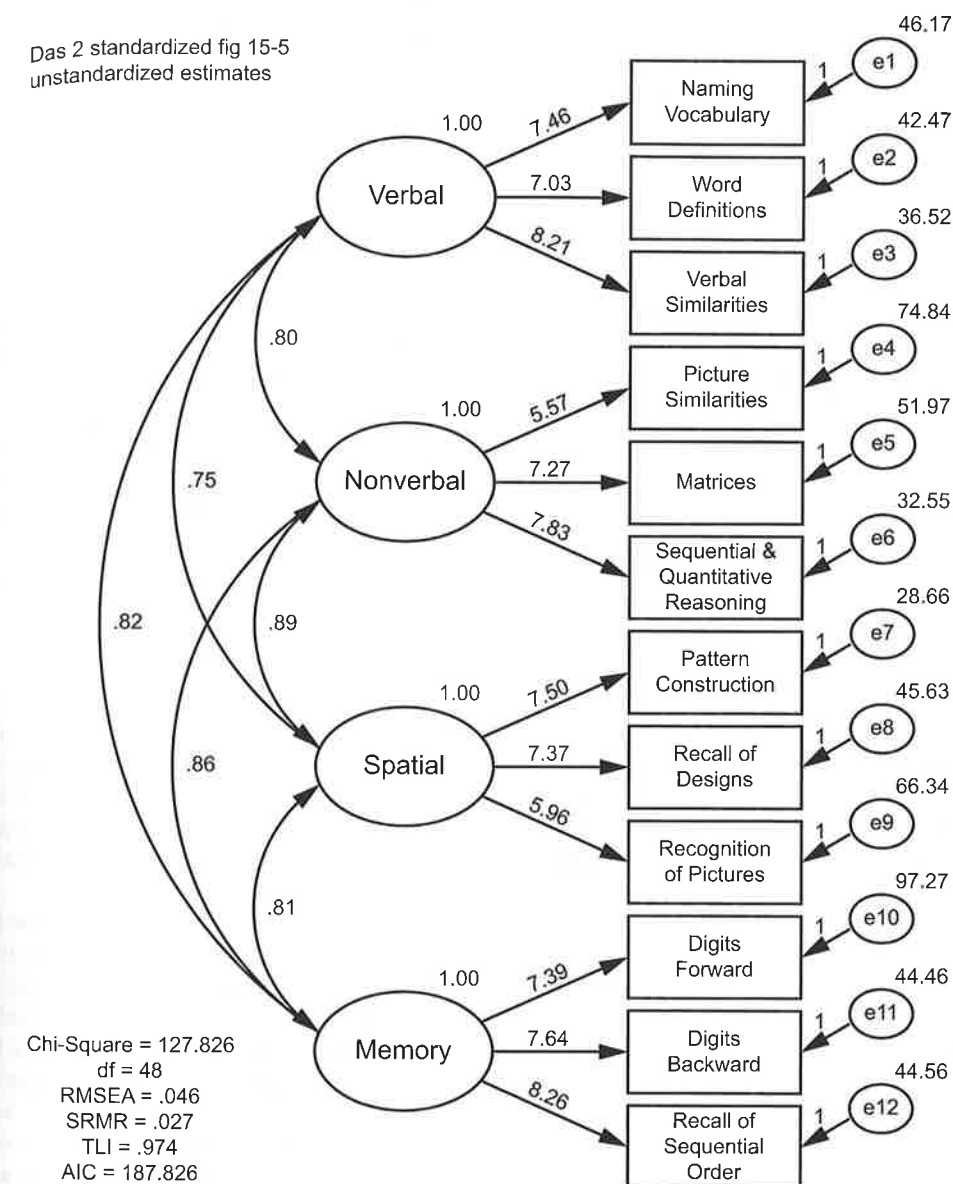 Das 2 standardized fig 15-5
unstandardized estimates
46.17
e1
1
Naming
Vocabulary
7.46
1.00
Verbal
42.47
e2
1
Word
Definitions
7.03
36.52
e3
1
Verbal
Similarities
8.21
.80
74.84
e4
1
Picture
Similarities
5.57
1.00
Nonverbal
51.97
e5
1
Matrices
7.27
.75
32.55
e6
1
Sequential &
Quantitative
Reasoning
7.83
.82
.89
28.66
e7
1
Pattern
Construction
7.50
1.00
Spatial
45.63
e8
1
Recall of
Designs
7.37
.86
66.34
e9
1
Recognition
of Pictures
5.96
.81
97.27
e10
1
Digits
Forward
7.39
1.00
Memory
44.46
e11
1
Digits
Backward
7.64
44.56
e12
1
Recall of
Sequential
Order
8.26
Chi-Square = 127.826
df = 48
RMSEA = .046
SRMR = .027
TLI = .974
AIC = 187.826